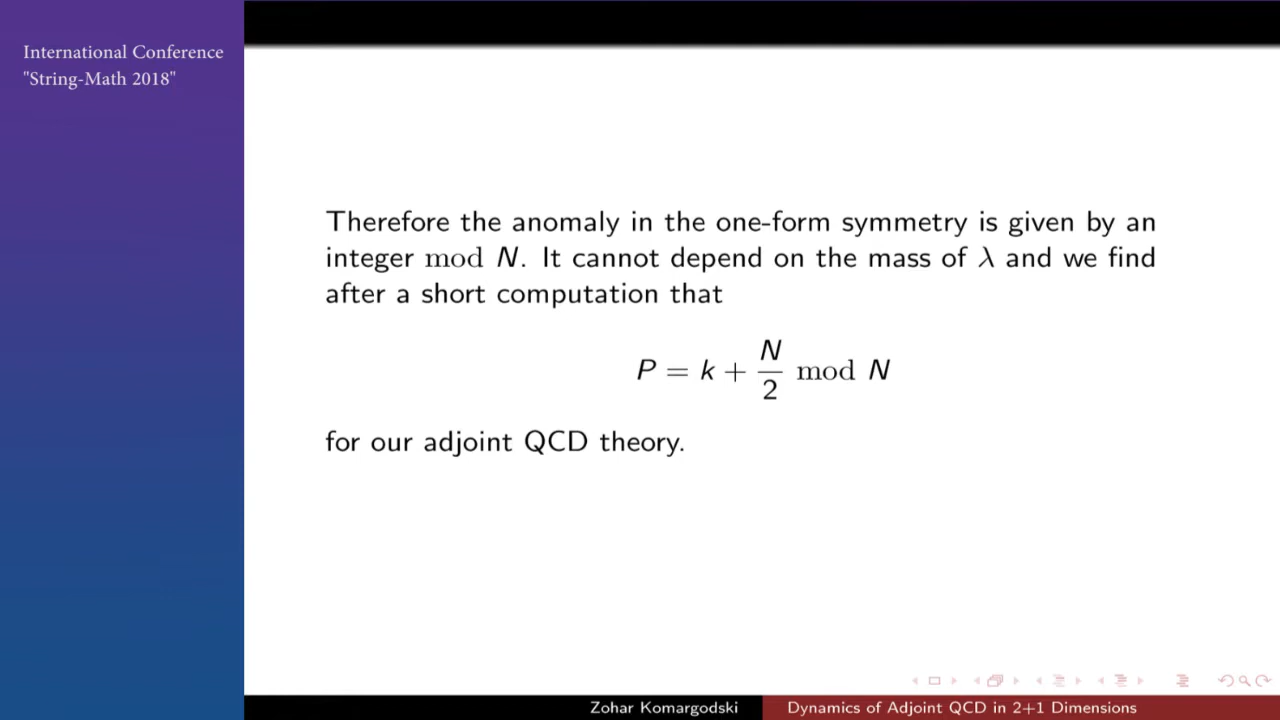 International Conference
"String-Math 2018"
Therefore the anomaly in the one-form symmetry is given by an
integer mod N. It cannot depend on the mass of λ and we find
after a short computation that
P = k + N/2 mod N
for our adjoint QCD theory.
Zohar Komargodski
Dynamics of Adjoint QCD in 2+1 Dimensions